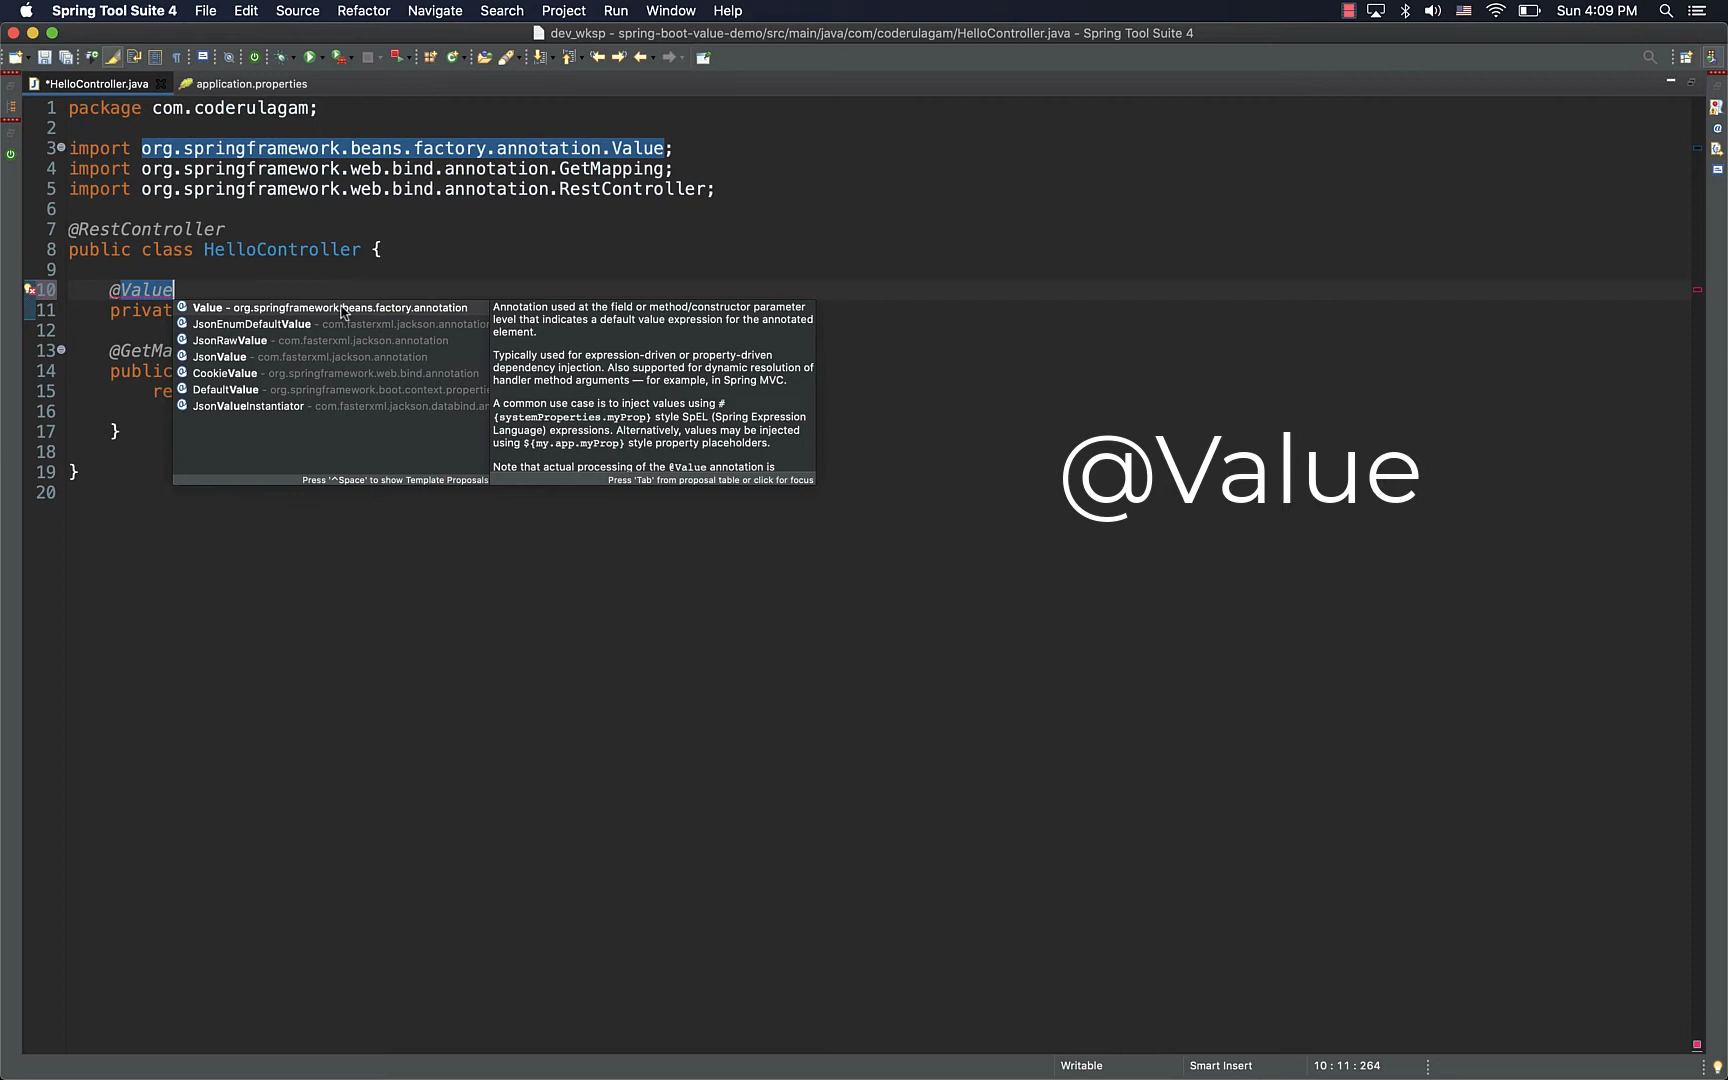 Spring Tool Suite 4 File Edit Source Refactor Navigate Search Project Run Window Help Sun 4:09 PM
dev_wksp - spring-boot-value-demo/src/main/java/com/coderulagam/HelloController.java - Spring Tool Suite 4
*HelloController.java application.properties
1 package com.coderulagam;
2
3 import org.springframework.beans.factory.annotation.Value;
4 import org.springframework.web.bind.annotation.GetMapping;
5 import org.springframework.web.bind.annotation.RestController;
6
7 @RestController
8 public class HelloController {
9
10 @Value
11 privat
12
13 @GetMa
14 public
15 re
16
17 }
18
19 }
20
Value - org.springframework.beans.factory.annotation
JsonEnumDefaultValue - com.fasterxml.jackson.annotation
JsonRawValue - com.fasterxml.jackson.annotation
JsonValue - com.fasterxml.jackson.annotation
CookieValue - org.springframework.web.bind.annotation
DefaultValue - org.springframework.boot.context.properti
JsonValueInstantiator - com.fasterxml.jackson.databind.an
Press '^Space' to show Template Proposals
Annotation used at the field or method/constructor parameter
level that indicates a default value expression for the annotated
element.
Typically used for expression-driven or property-driven
dependency injection. Also supported for dynamic resolution of
handler method arguments — for example, in Spring MVC.
A common use case is to inject values using #
{systemProperties.myProp} style SpEL (Spring Expression
Language) expressions. Alternatively, values may be injected
using ${my.app.myProp} style property placeholders.
Note that actual processing of the @Value annotation is
Press 'Tab' from proposal table or click for focus
@Value
Writable Smart Insert 10 : 11 : 264